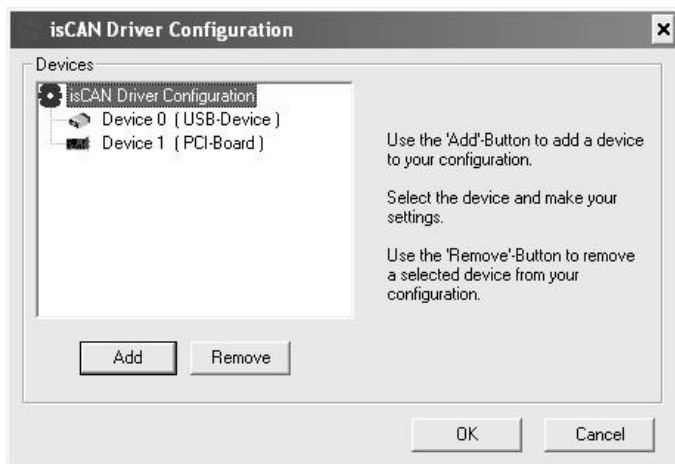 isCAN Driver Configuration
Devices
isCAN Driver Configuration
Device 0 ( USB-Device )
Device 1 ( PCI-Board )
Use the 'Add'-Button to add a device
to your configuration.
Select the device and make your
settings.
Use the 'Remove'-Button to remove
a selected device from your
configuration.
Add Remove
OK Cancel